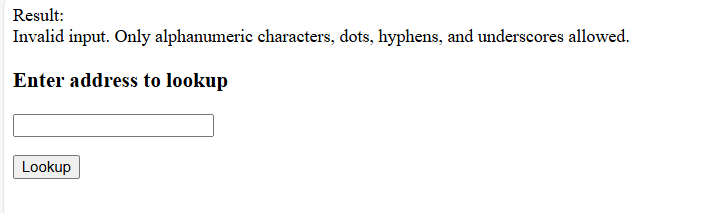 Result:
Invalid input. Only alphanumeric characters, dots, hyphens, and underscores allowed.
Enter address to lookup
Lookup